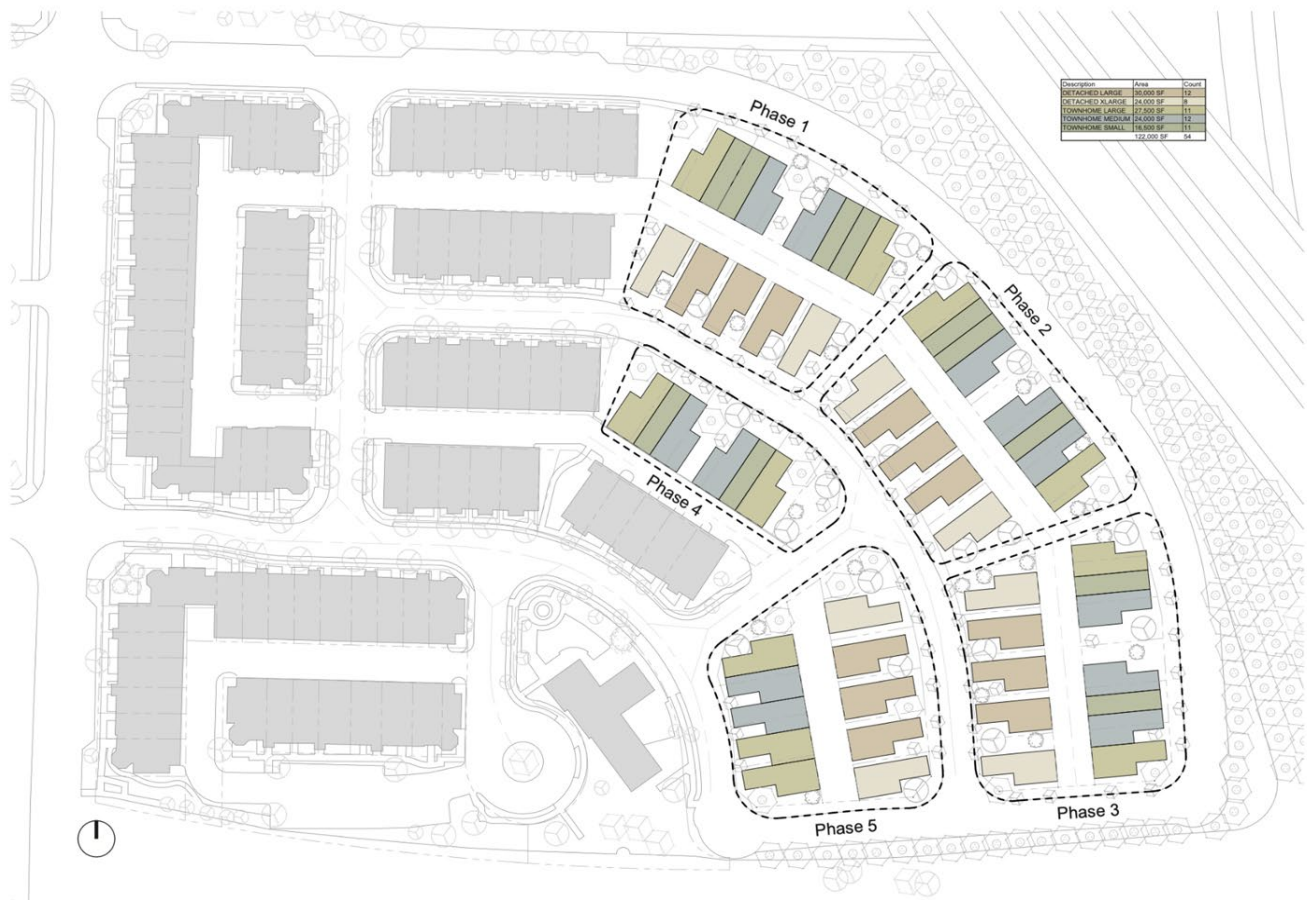 Phase 1
Description Area Count
DETACHED LARGE 30,000 SF 12
DETACHED XLARGE 24,000 SF 8
TOWNHOME LARGE 27,500 SF 11
TOWNHOME MEDIUM 24,000 SF 12
TOWNHOME SMALL 16,500 SF 11
122,000 SF 54
Phase 2
Phase 4
Phase 5
Phase 3